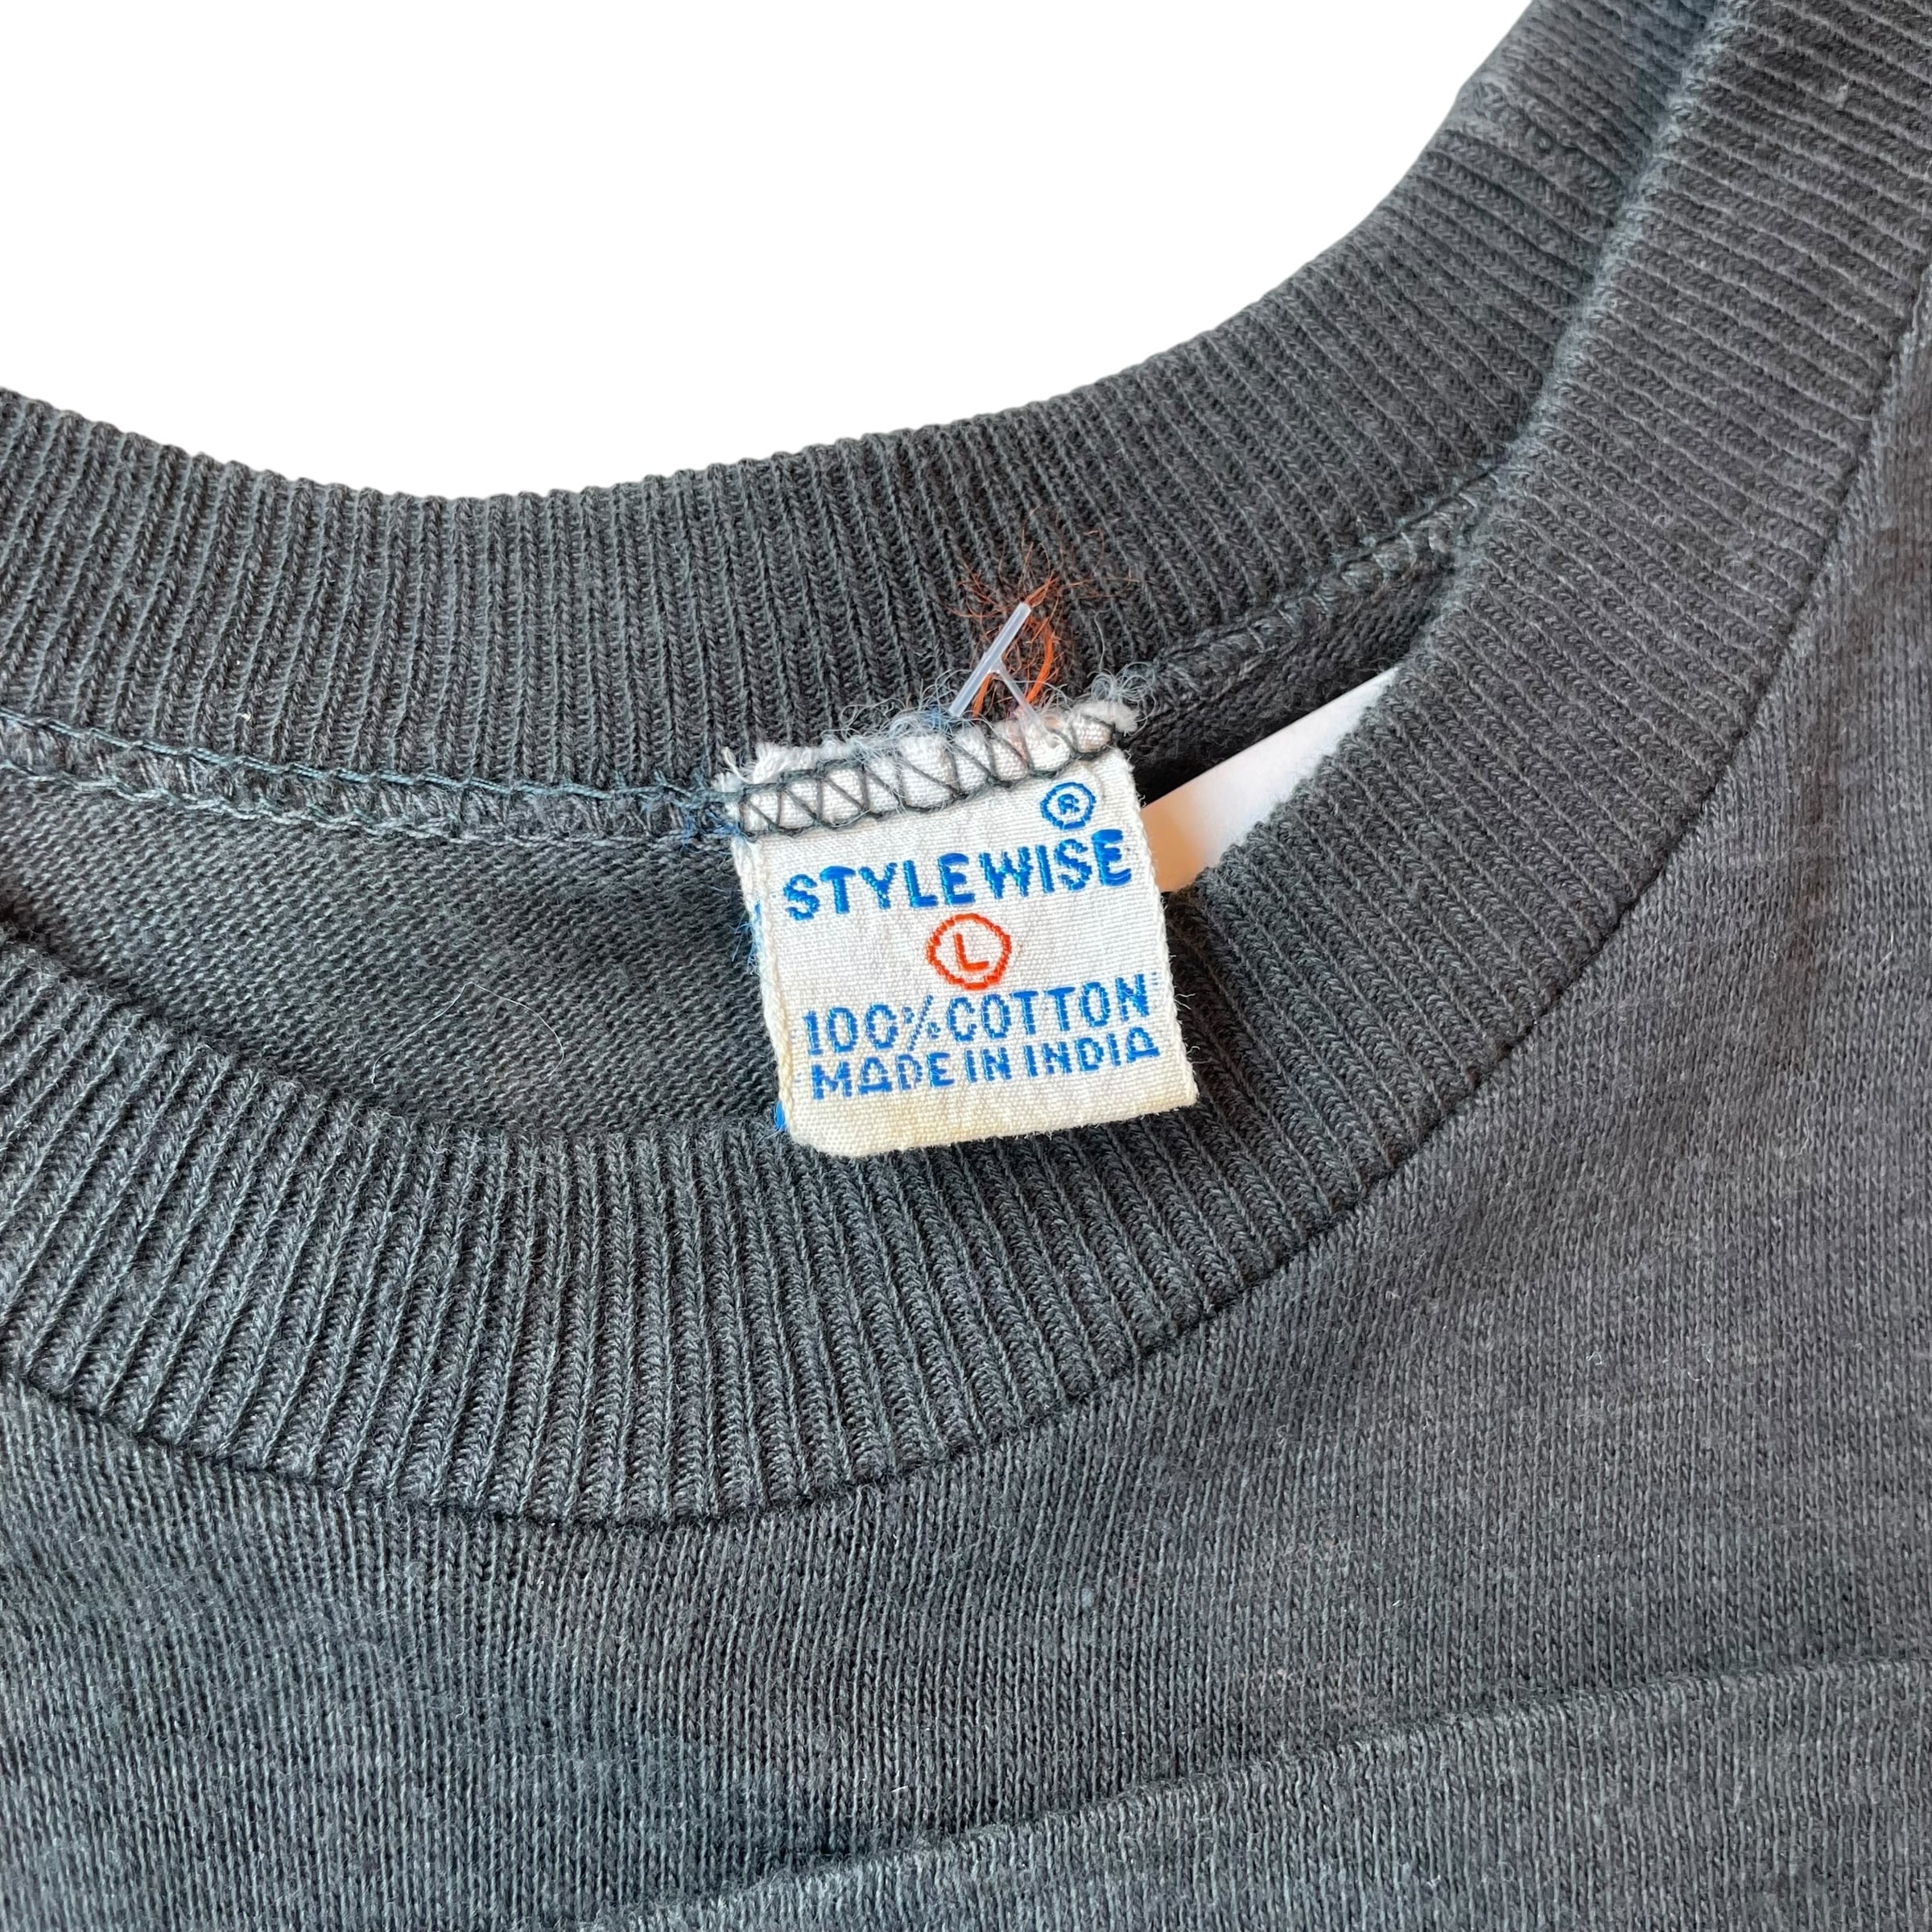 ®
STYLEWISE
L
100% COTTON
MADE IN INDIA